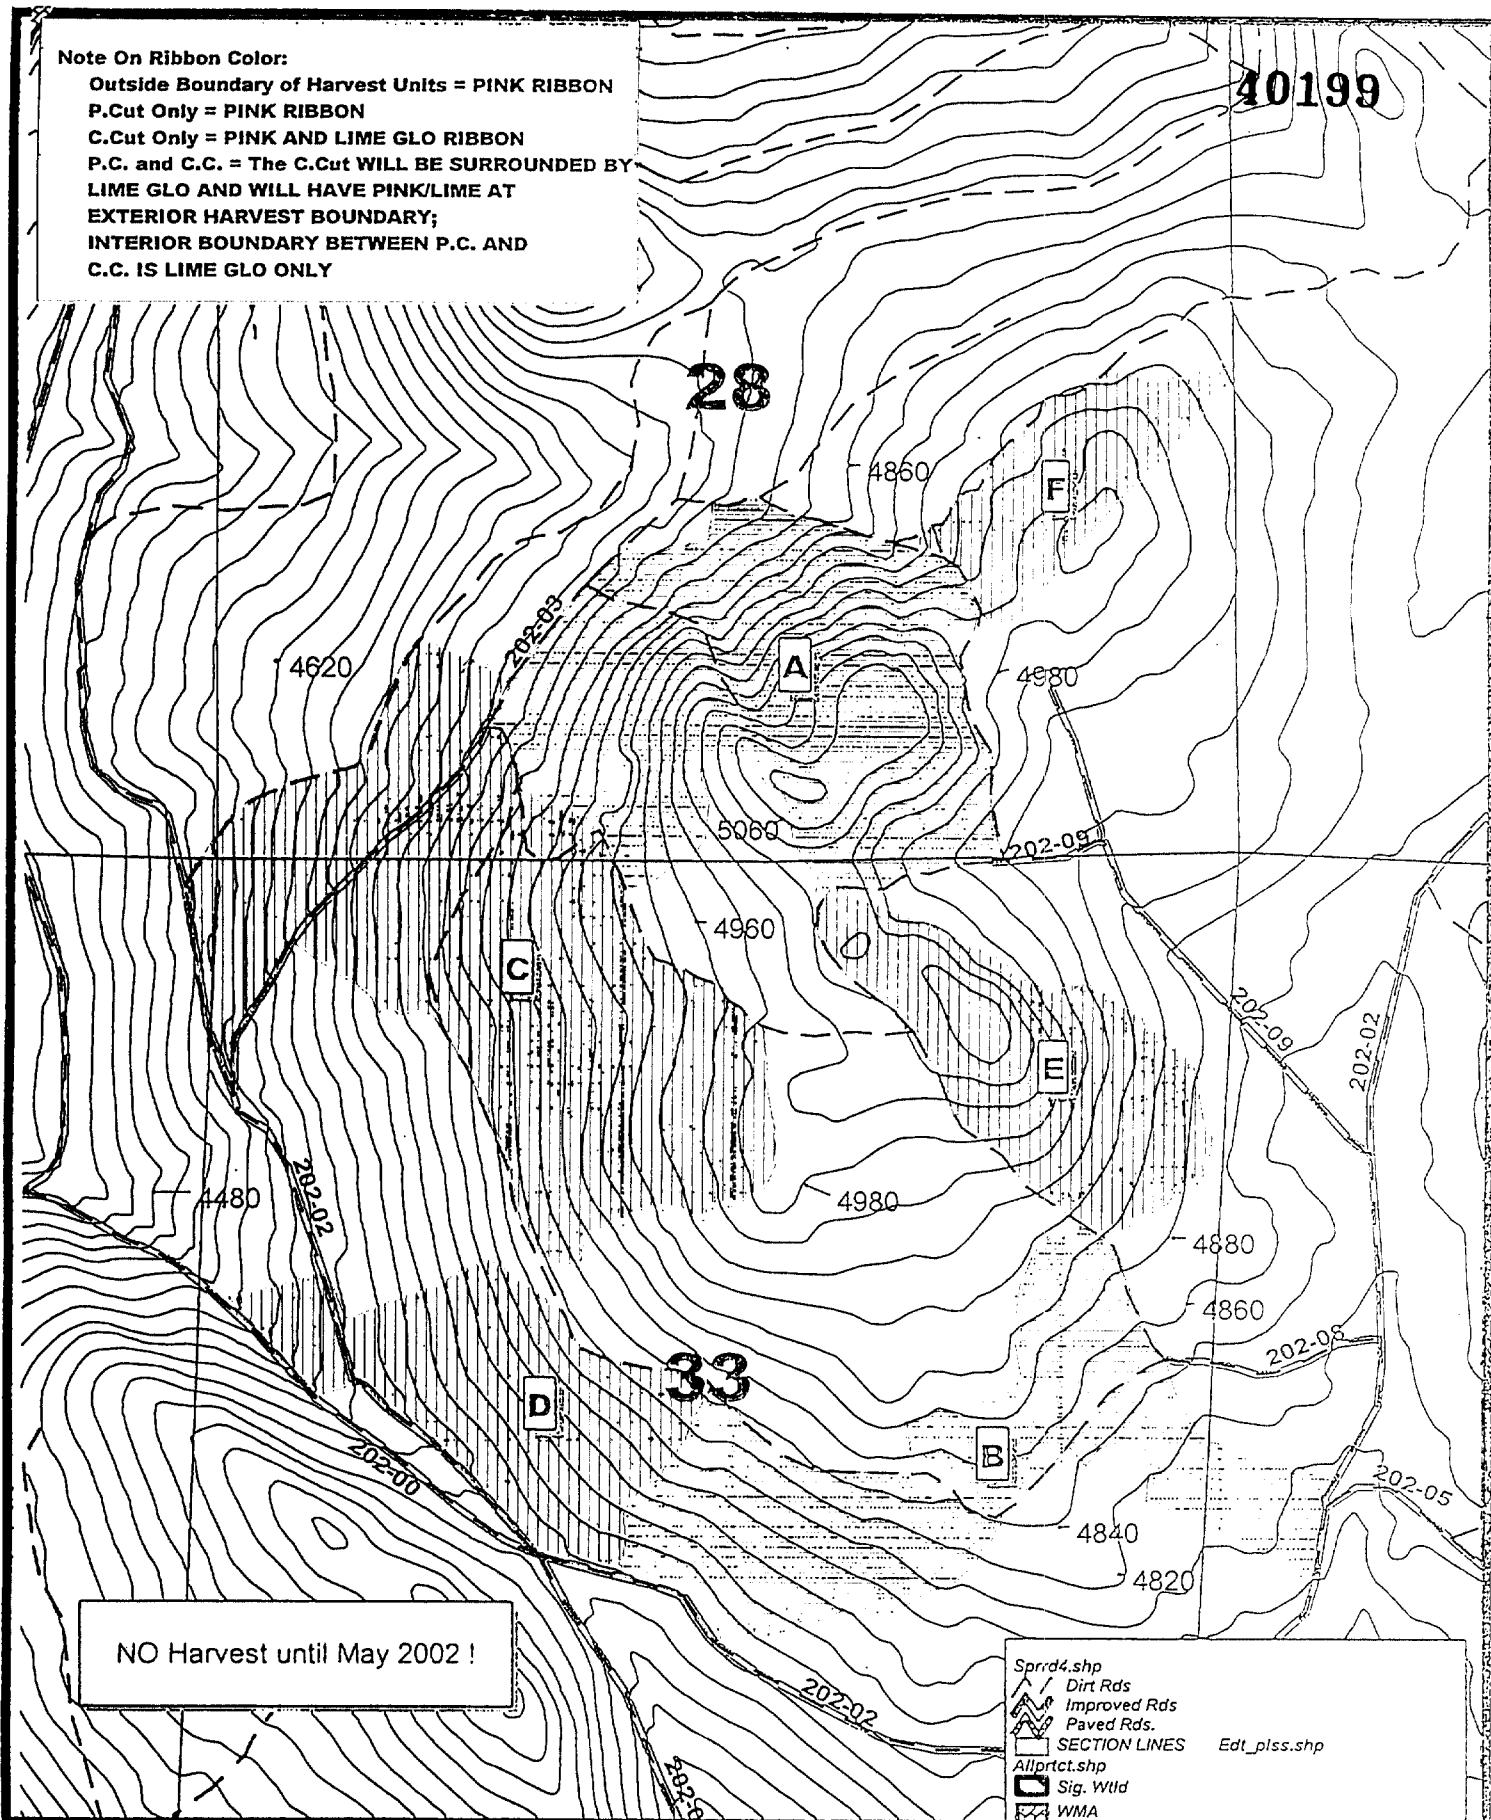 Note On Ribbon Color:
Outside Boundary of Harvest Units = PINK RIBBON
P.Cut Only = PINK RIBBON
C.Cut Only = PINK AND LIME GLO RIBBON
P.C. and C.C. = The C.Cut WILL BE SURROUNDED BY
LIME GLO AND WILL HAVE PINK/LIME AT
EXTERIOR HARVEST BOUNDARY;
INTERIOR BOUNDARY BETWEEN P.C. AND
C.C. IS LIME GLO ONLY
40199
28
4860
F
202-03
4620
A
4980
5060
202-09
4960
C
202-09
202-02
E
4480
202-02
4980
4880
4860
202-06
33
D
B
202-00
202-05
4840
4820
NO Harvest until May 2002 !
202-02
Sprrd4.shp
Dirt Rds
Improved Rds
Paved Rds.
SECTION LINES Edt_plss.shp
Allprtct.shp
Sig. Wtld
WMA